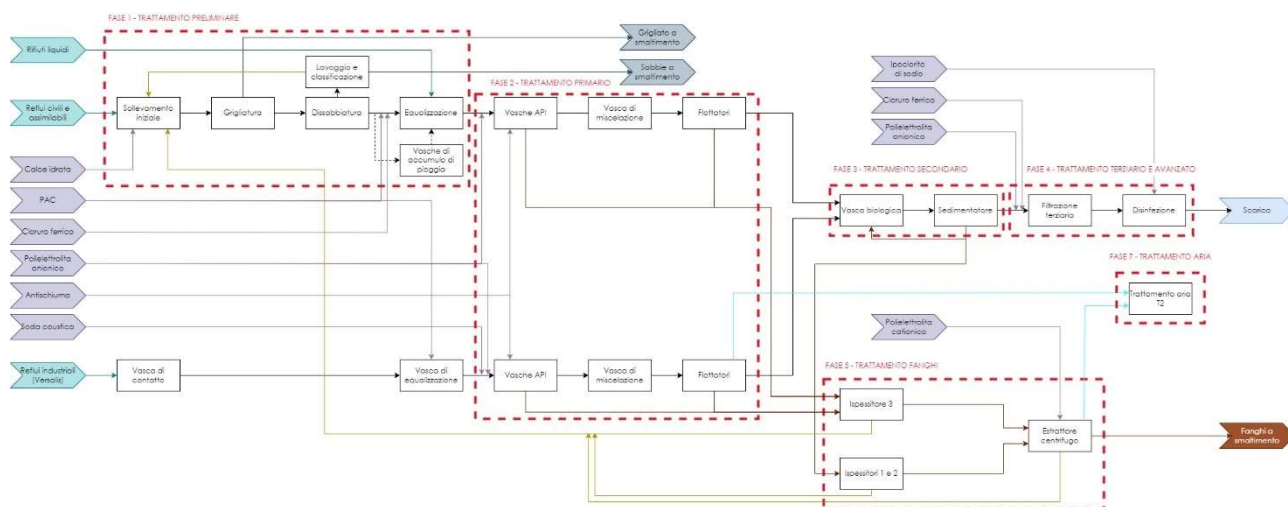 FASE 1 - TRATTAMENTO PRELIMINARE
Rifiuti liquidi
Grigliato a
smaltimento
Lavaggio e
classificazione
Sabbie a
smaltimento
Reflui civili e
assimilabili
Sollevamento
iniziale
Grigliatura
Dissabbiatura
Equalizzazione
Vasche di
accumulo di
pioggia
FASE 2 - TRATTAMENTO PRIMARIO
Vasche API
Vasca di
miscelazione
Flottatori
Ipoclorito
di sodio
Cloruro ferrico
Polielettrolita
anionico
Calce idrata
PAC
Cloruro ferrico
Polielettrolita
anionico
Antischiuma
Soda caustica
FASE 3 - TRATTAMENTO SECONDARIO
Vasca biologica
Sedimentatore
FASE 4 - TRATTAMENTO TERZIARIO E AVANZATO
Filtrazione
terziaria
Disinfezione
Scarico
FASE 7 - TRATTAMENTO ARIA
Trattamento aria
T2
Reflui industriali
(Versalis)
Vasca di
contatto
Vasca di
equalizzazione
Vasche API
Vasca di
miscelazione
Flottatori
Polielettrolita
cationico
FASE 5 - TRATTAMENTO FANGHI
Ispessitore 3
Ispessitori 1 e 2
Estrattore
centrifugo
Fanghi a
smaltimento